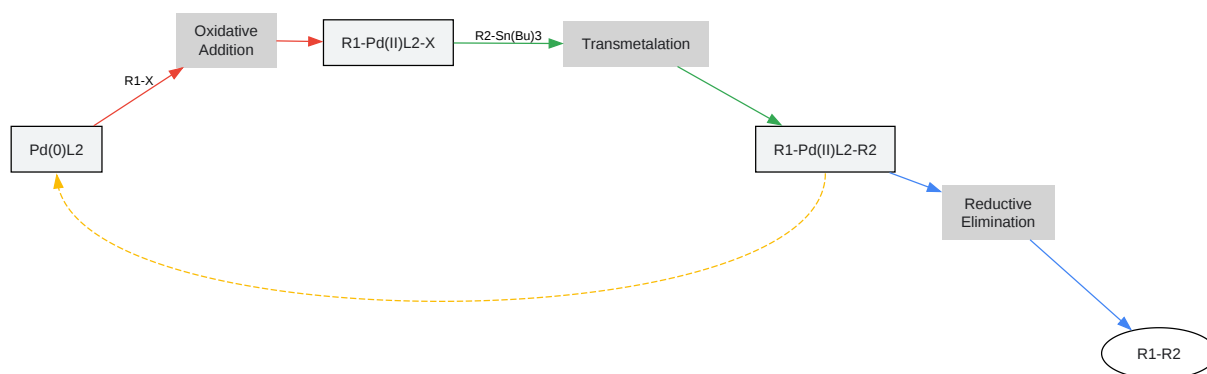 Oxidative
Addition
R1-Pd(II)L2-X
R2-Sn(Bu)3
Transmetalation
R1-X
Pd(0)L2
R1-Pd(II)L2-R2
Reductive
Elimination
R1-R2